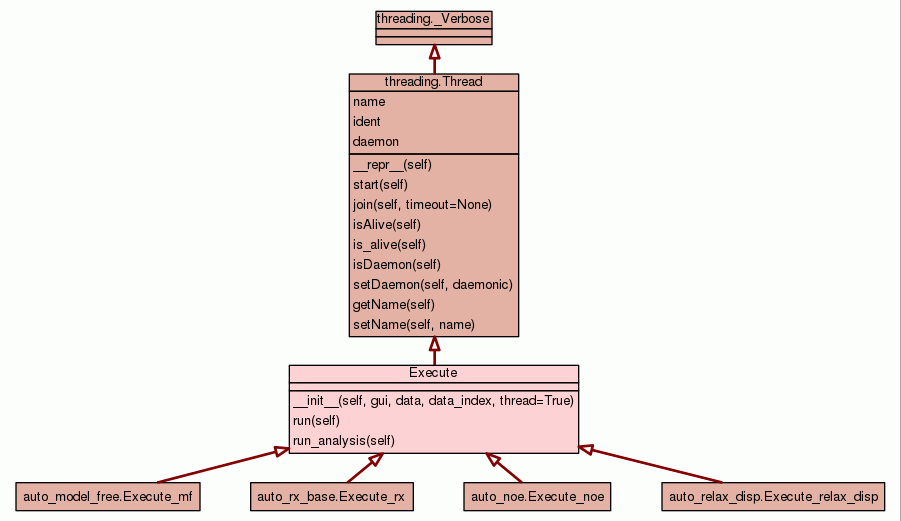 threading._Verbose
threading.Thread
name
ident
daemon
__repr__(self)
start(self)
join(self, timeout=None)
isAlive(self)
is_alive(self)
isDaemon(self)
setDaemon(self, daemonic)
getName(self)
setName(self, name)
Execute
__init__(self, gui, data, data_index, thread=True)
run(self)
run_analysis(self)
auto_model_free.Execute_mf
auto_rx_base.Execute_rx
auto_noe.Execute_noe
auto_relax_disp.Execute_relax_disp